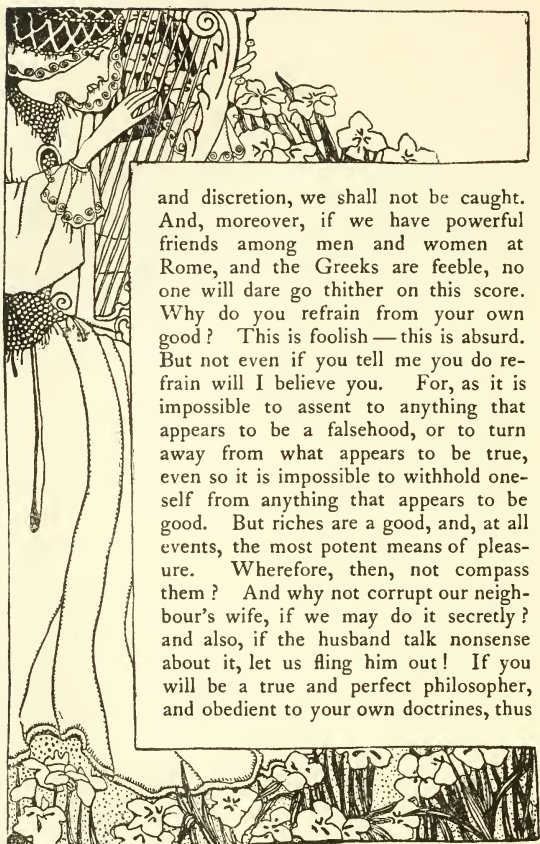 and discretion, we shall not be caught.
And, moreover, if we have powerful
friends among men and women at
Rome, and the Greeks are feeble, no
one will dare go thither on this score.
Why do you refrain from your own
good ? This is foolish — this is absurd.
But not even if you tell me you do re-
frain will I believe you. For, as it is
impossible to assent to anything that
appears to be a falsehood, or to turn
away from what appears to be true,
even so it is impossible to withhold one-
self from anything that appears to be
good. But riches are a good, and, at all
events, the most potent means of pleas-
ure. Wherefore, then, not compass
them ? And why not corrupt our neigh-
bour's wife, if we may do it secretly ?
and also, if the husband talk nonsense
about it, let us fling him out ! If you
will be a true and perfect philosopher,
and obedient to your own doctrines, thus